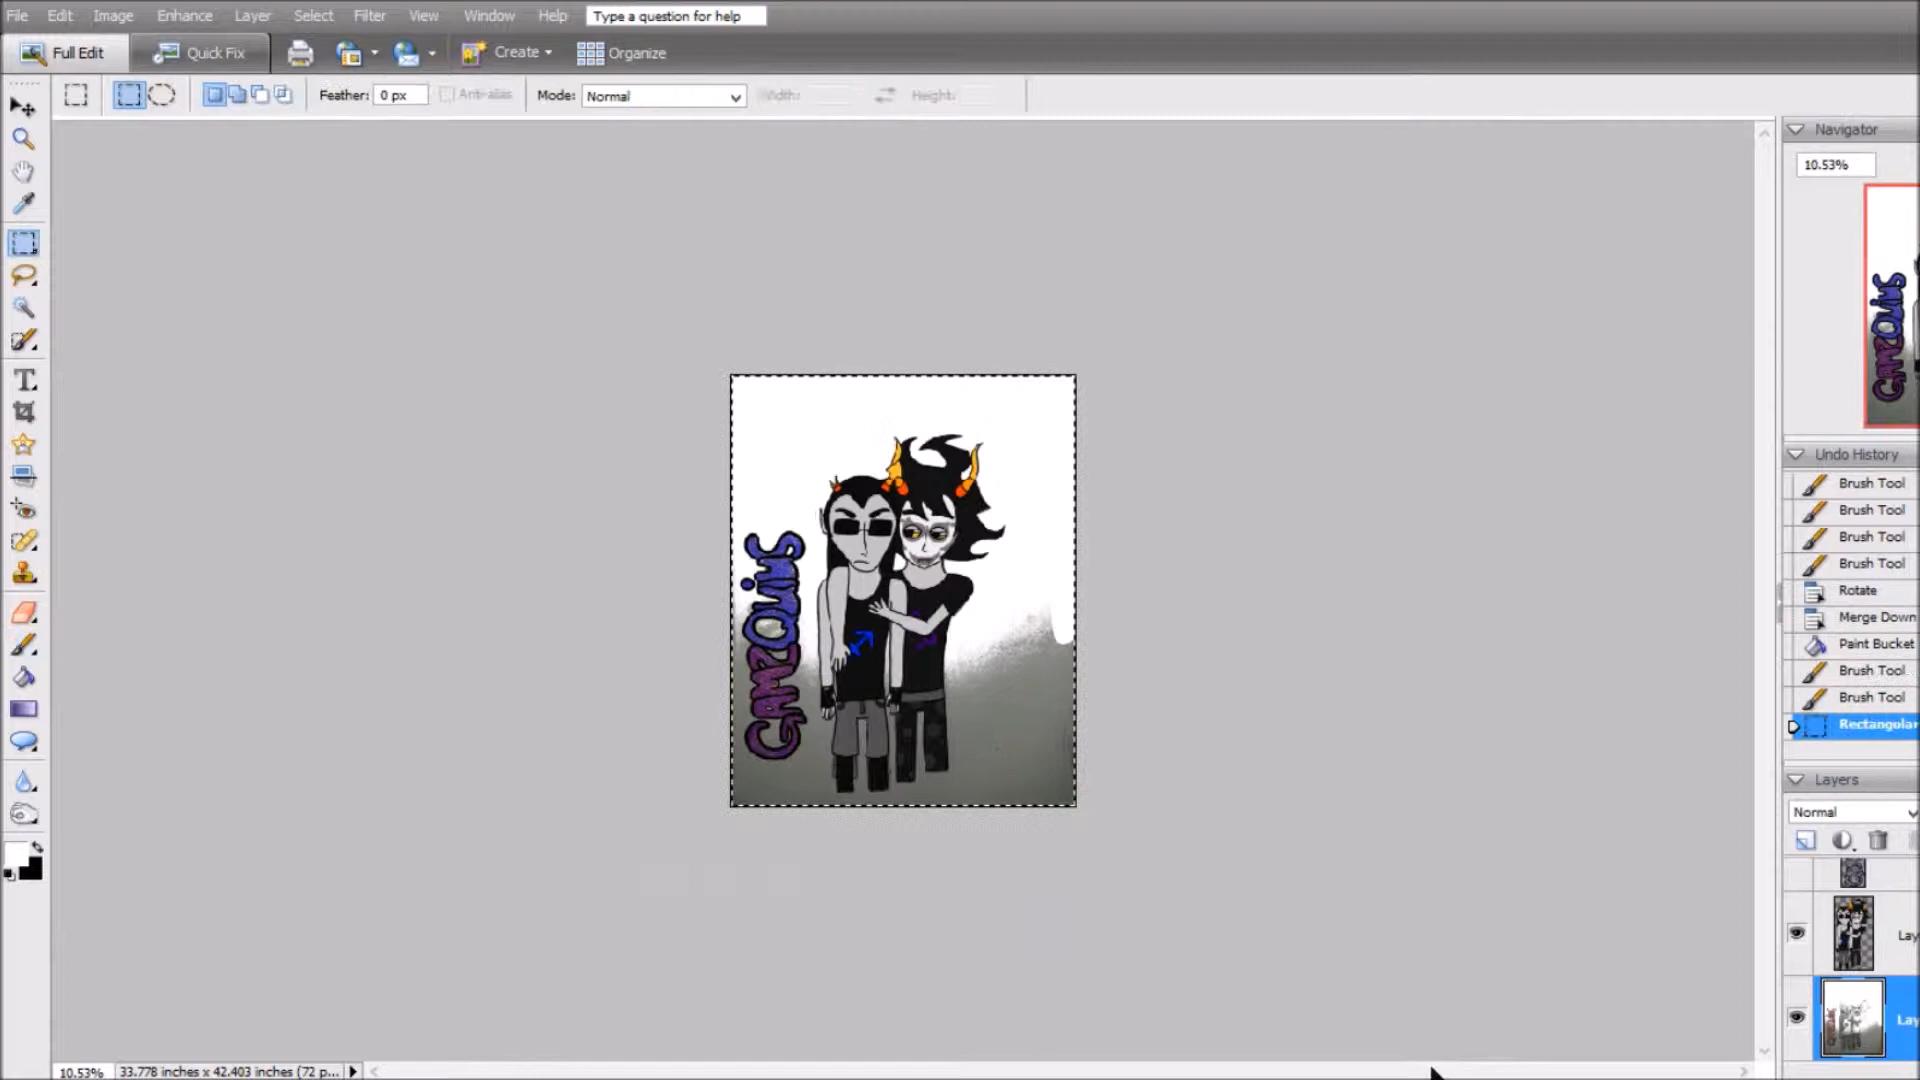 File Edit Image Enhance Layer Select Filter View Window Help Type a question for help
Full Edit Quick Fix Create Organize
Feather: 0 px Anti-alias Mode: Normal Width: Height:
Navigator
10.53%
GAMZQUIUS
Undo History
Brush Tool
Brush Tool
Brush Tool
Brush Tool
Rotate
Merge Down
Paint Bucket
Brush Tool
Brush Tool
Rectangular
Layers
Normal
Lay
Lay
10.53% 33.778 inches x 42.403 inches (72 p...